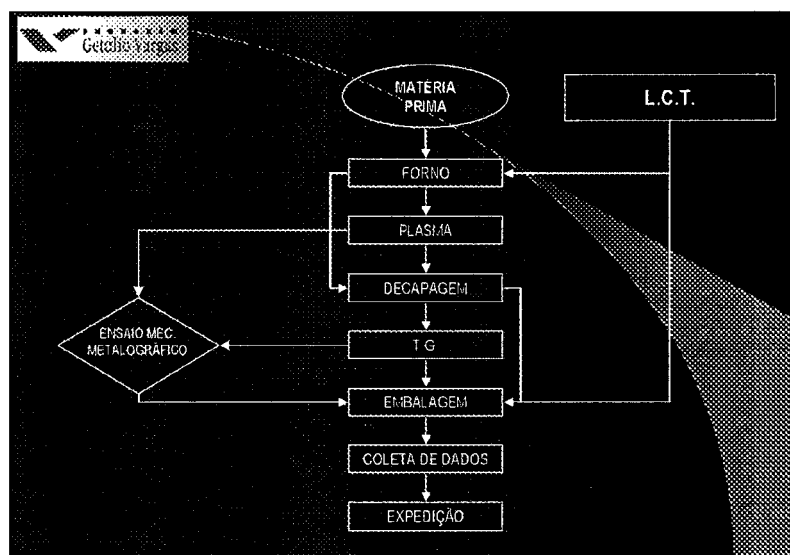 Getúlio Vargas
MATÉRIA
PRIMA
L.C.T.
FORNO
PLASMA
DECAPAGEM
ENSAIO MEC.
METALOGRÁFICO
T G
EMBALAGEM
COLETA DE DADOS
EXPEDIÇÃO